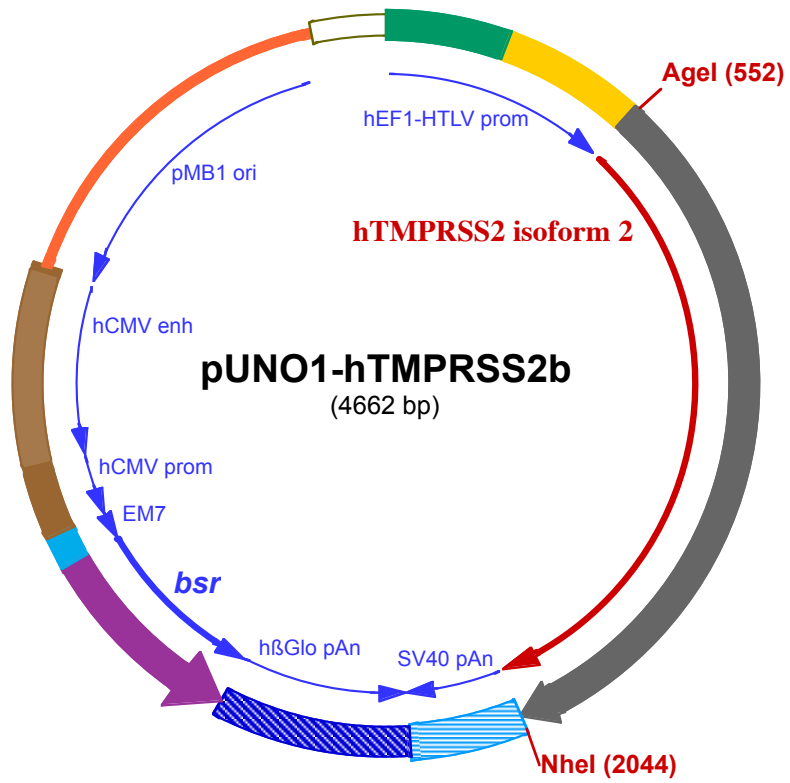 AgeI (552)
hEF1-HTLV prom
pMB1 ori
hTMPRSS2 isoform 2
hCMV enh
pUNO1-hTMPRSS2b
(4662 bp)
hCMV prom
EM7
bsr
hßGlo pAn
SV40 pAn
NheI (2044)